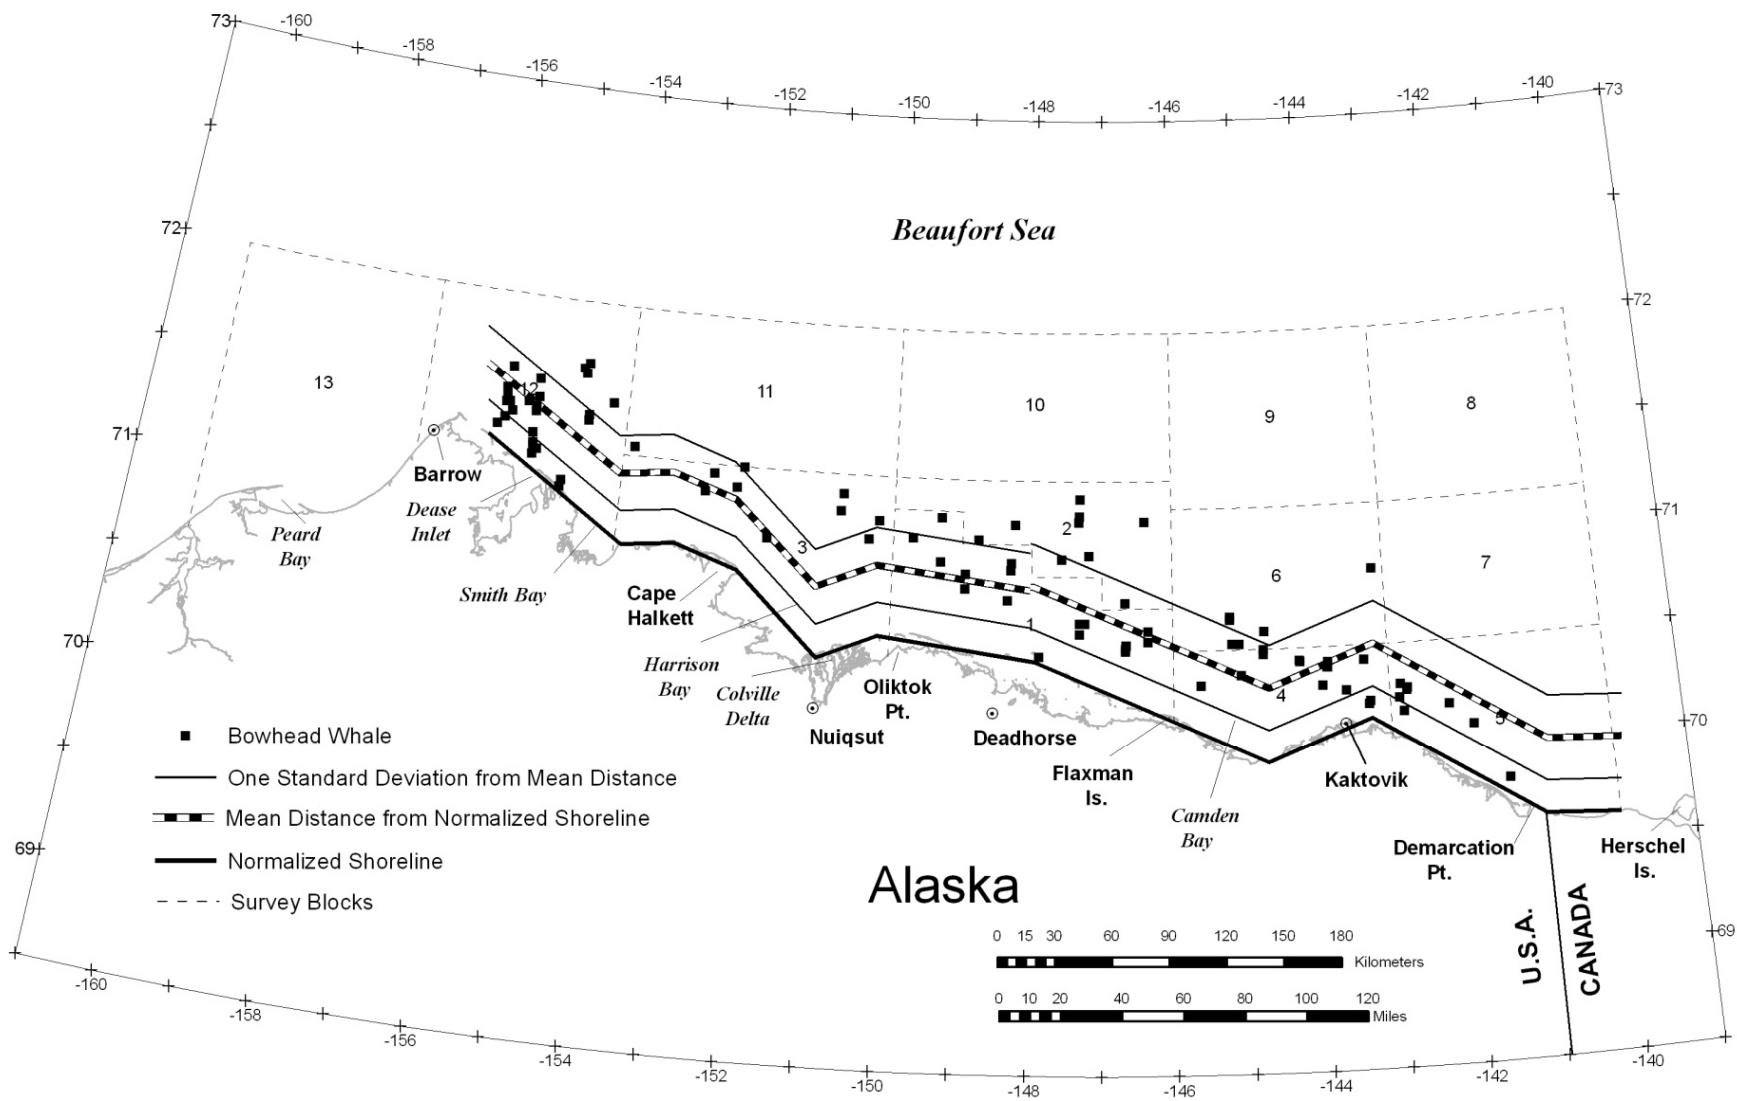 73
-160
-158
-156
-154
-152
-150
-148
-146
-144
-142
-140
73
72
Beaufort Sea
72
13
12
11
10
9
8
71
Barrow
Dease
Inlet
Peard
Bay
Smith Bay
Cape
Halkett
3
2
1
6
7
71
70
Harrison
Bay
Colville
Delta
Oliktok
Pt.
Nuiqsut
Deadhorse
Flaxman
Is.
4
5
70
Kaktovik
Camden
Bay
Demarcation
Pt.
Herschel
Is.
Bowhead Whale
One Standard Deviation from Mean Distance
Mean Distance from Normalized Shoreline
Normalized Shoreline
Survey Blocks
69
Alaska
U.S.A.
CANADA
69
0 15 30 60 90 120 150 180
Kilometers
0 10 20 40 60 80 100 120
Miles
-160
-158
-156
-154
-152
-150
-148
-146
-144
-142
-140